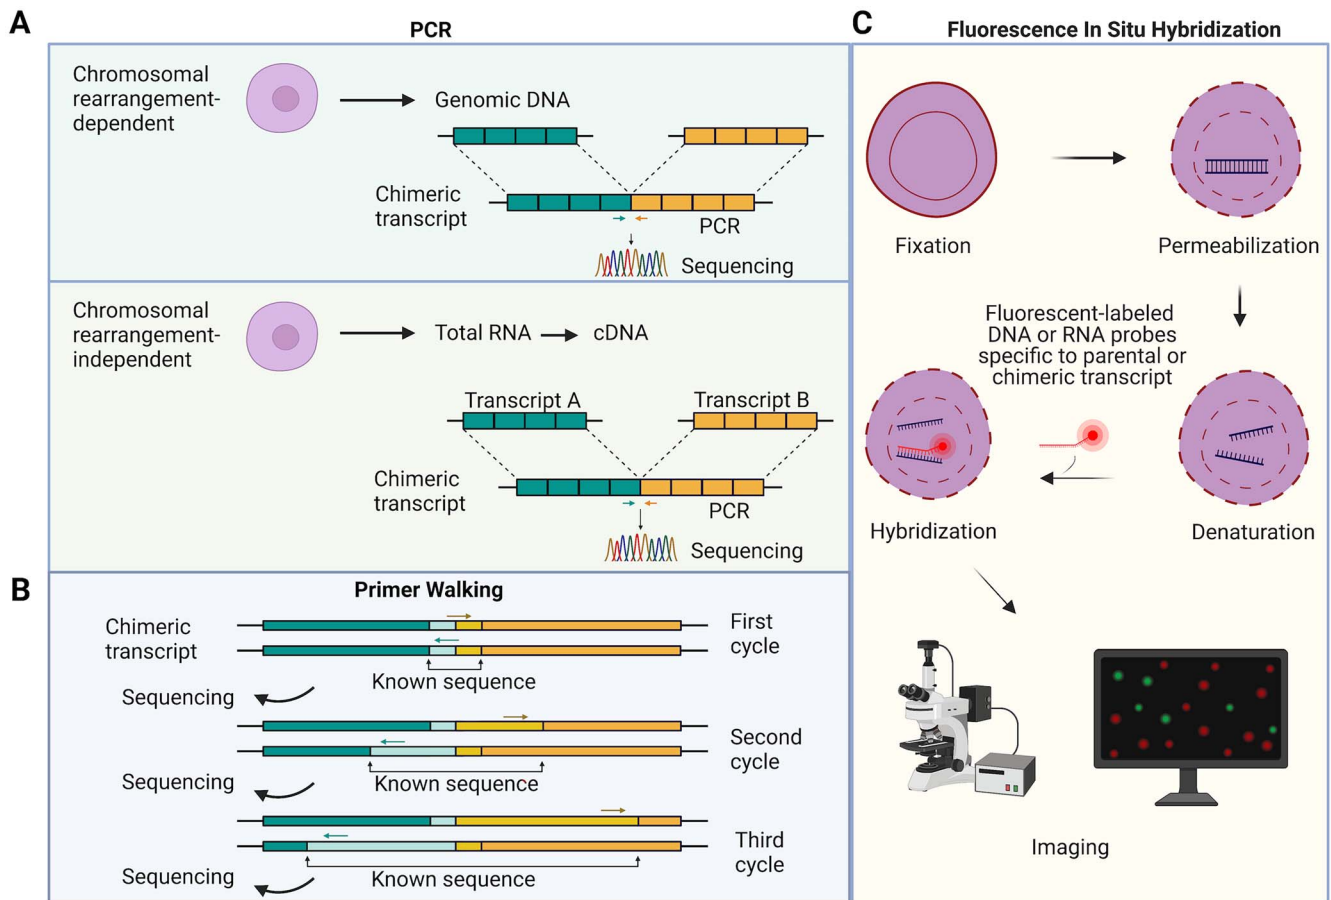 A
PCR
Chromosomal
rearrangement-
dependent
Genomic DNA
Chimeric
transcript
PCR
Sequencing
Chromosomal
rearrangement-
independent
Total RNA
cDNA
Transcript A
Transcript B
Chimeric
transcript
PCR
Sequencing
B
Primer Walking
Chimeric
transcript
First
cycle
Known sequence
Sequencing
Second
cycle
Known sequence
Sequencing
Third
cycle
Known sequence
Sequencing
C
Fluorescence In Situ Hybridization
Fixation
Permeabilization
Fluorescent-labeled
DNA or RNA probes
specific to parental or
chimeric transcript
Hybridization
Denaturation
Imaging